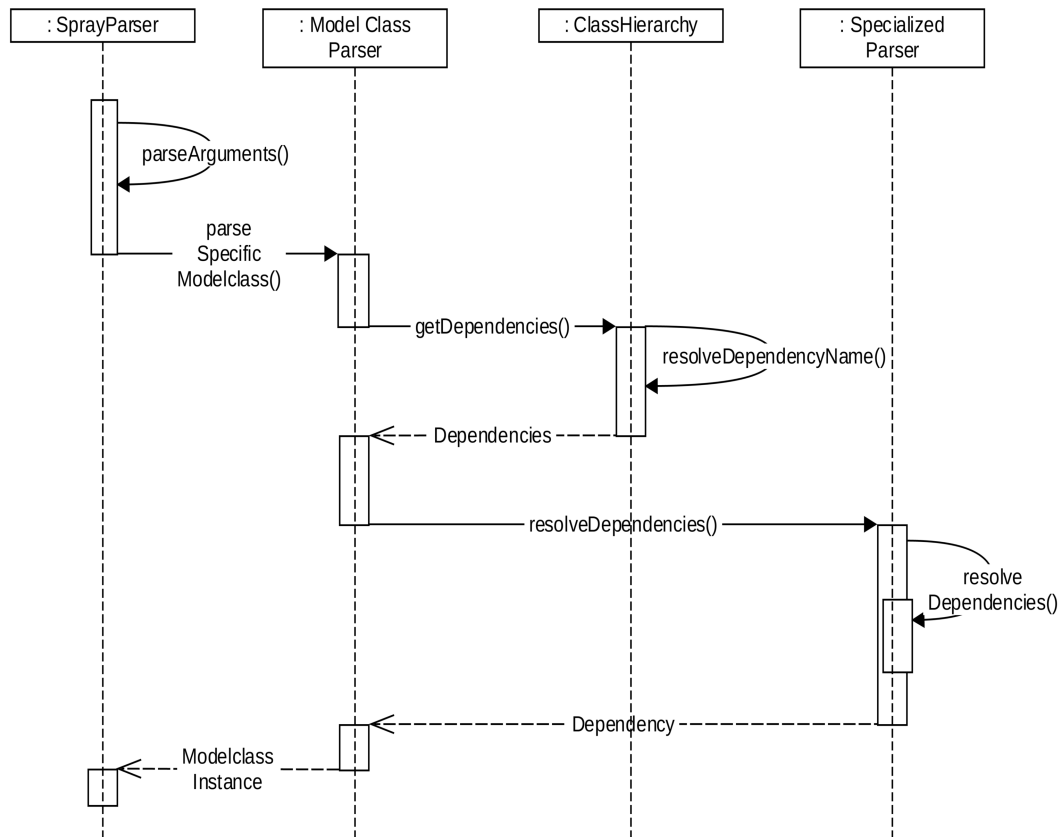 : SprayParser
: Model Class
Parser
: ClassHierarchy
: Specialized
Parser
parseArguments()
parse
Specific
Modelclass()
getDependencies()
resolveDependencyName()
Dependencies
resolveDependencies()
resolve
Dependencies()
Dependency
Modelclass
Instance